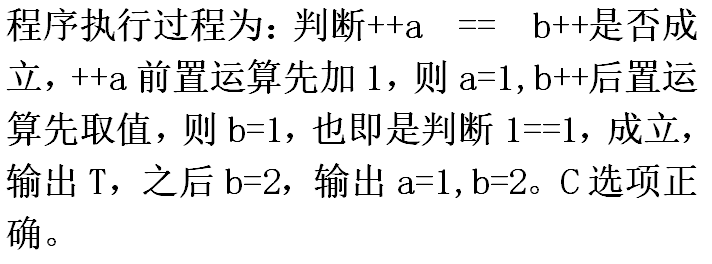 程序执行过程为：判断++a  ==  b++是否成
立，++a 前置运算先加 1，则 a=1,b++后置运
算先取值，则 b=1，也即是判断 1==1，成立，
输出 T，之后 b=2，输出 a=1,b=2。C 选项正
确。